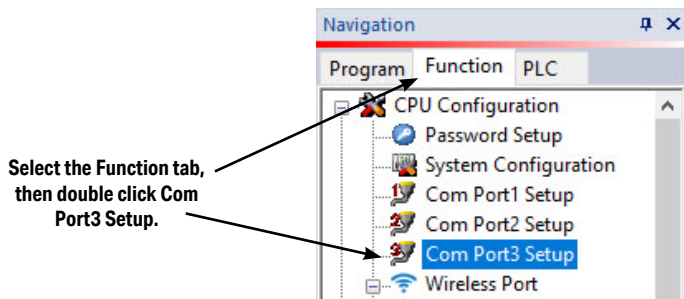 Navigation
Program Function PLC
CPU Configuration
Password Setup
System Configuration
Com Port1 Setup
Com Port2 Setup
Com Port3 Setup
Wireless Port
Select the Function tab,
then double click Com
Port3 Setup.